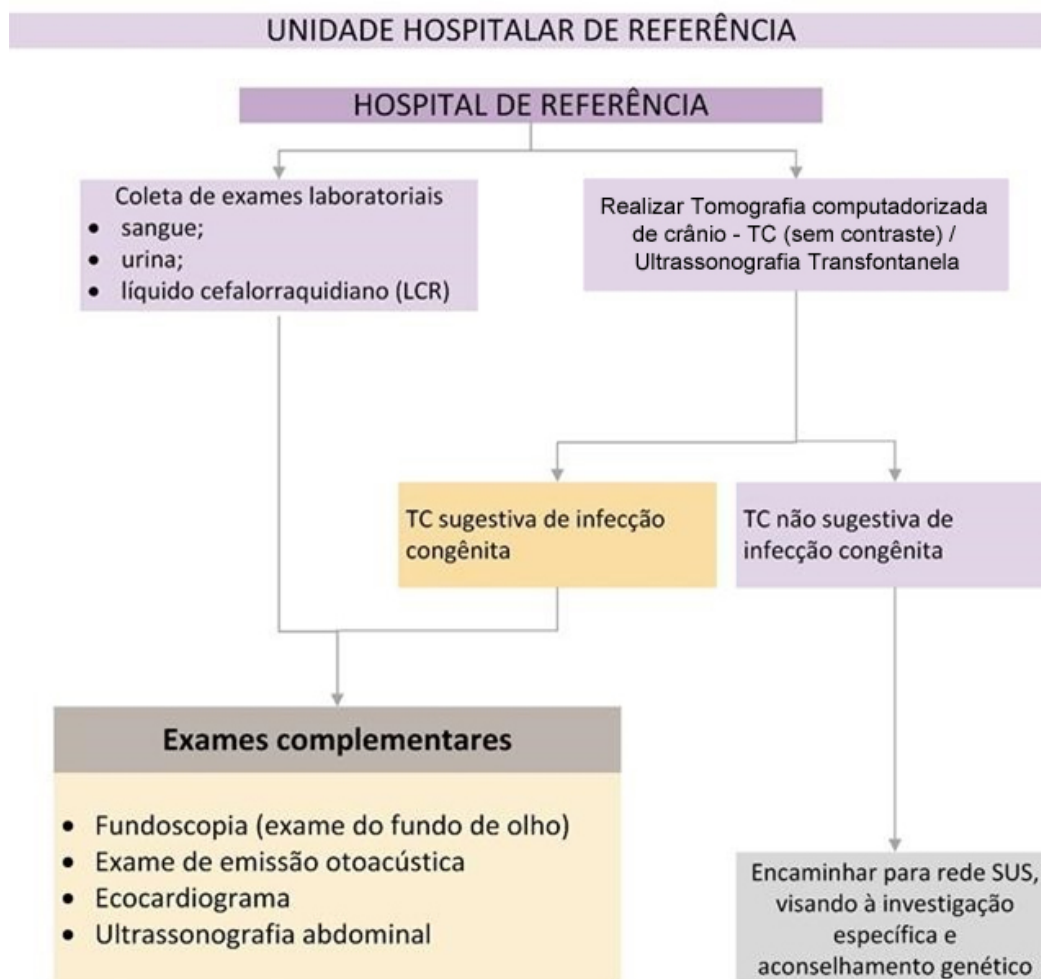 UNIDADE HOSPITALAR DE REFERÊNCIA
HOSPITAL DE REFERÊNCIA
Coleta de exames laboratoriais
• sangue;
• urina;
• líquido cefalorraquidiano (LCR)
Realizar Tomografia computadorizada
de crânio - TC (sem contraste) /
Ultrassonografia Transfontanela
TC sugestiva de infecção
congênita
TC não sugestiva de
infecção congênita
Exames complementares
• Fundoscopia (exame do fundo de olho)
• Exame de emissão otoacústica
• Ecocardiograma
• Ultrassonografia abdominal
Encaminhar para rede SUS,
visando à investigação
específica e
aconselhamento genético